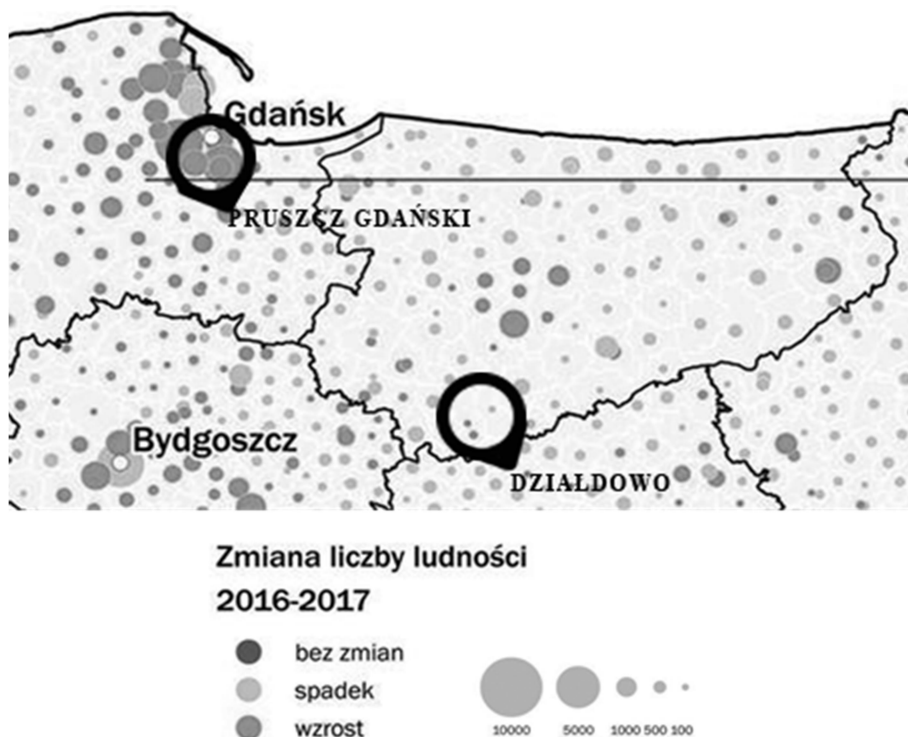 Gdańsk
PRUSZCZ GDAŃSKI
Bydgoszcz
DZIAŁDOWO
Zmiana liczby ludności
2016-2017
bez zmian
spadek
wzrost
10000 5000 1000 500 100